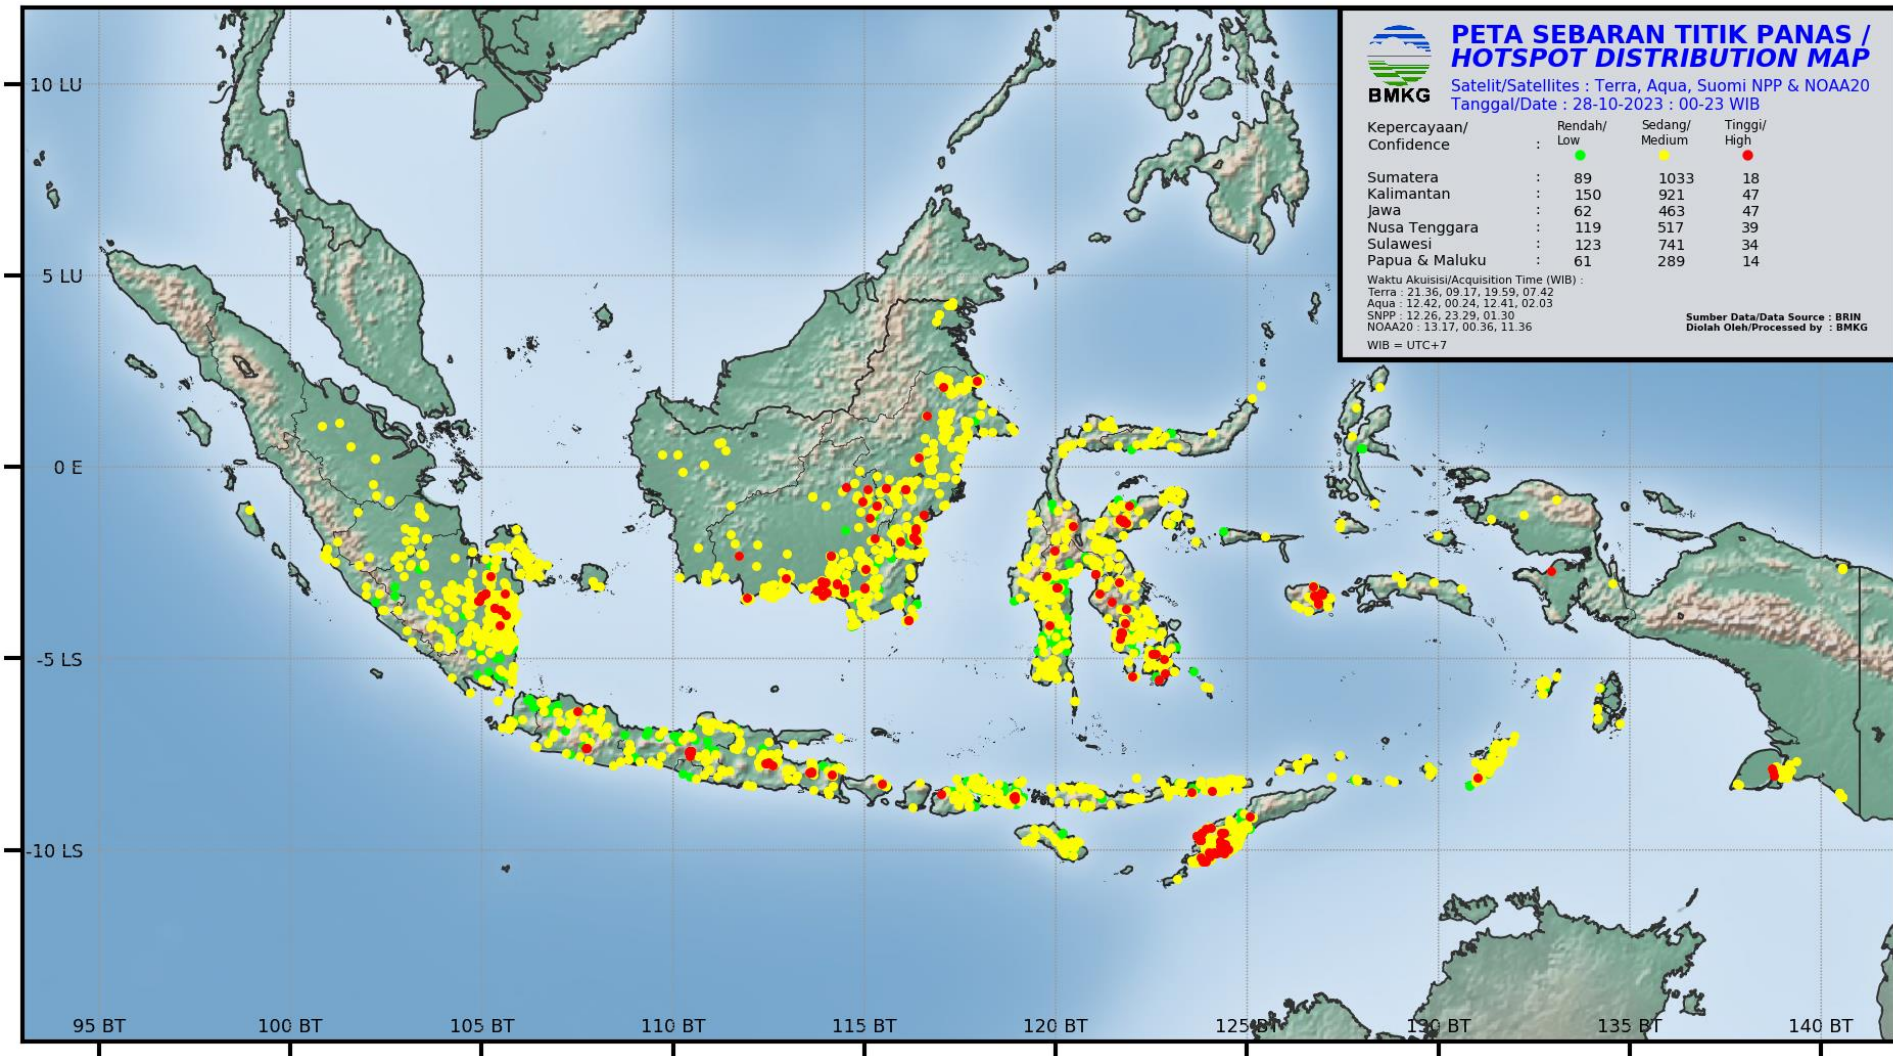 PETA SEBARAN TITIK PANAS /
HOTSPOT DISTRIBUTION MAP
Satelit/Satellites : Terra, Aqua, Suomi NPP & NOAA20
Tanggal/Date : 28-10-2023 : 00-23 WIB
BMKG
Kepercayaan/ Rendah/ Sedang/ Tinggi/
Confidence : Low Medium High
Sumatera : 89 1033 18
Kalimantan : 150 921 47
Jawa : 62 463 47
Nusa Tenggara : 119 517 39
Sulawesi : 123 741 34
Papua & Maluku : 61 289 14
Waktu Akuisisi/Acquisition Time (WIB) :
Terra : 21.36, 09.17, 19.59, 07.42
Aqua : 12.42, 00.24, 12.41, 02.03
SNPP : 12.26, 23.29, 01.30
NOAA20 : 13.17, 00.36, 11.36
WIB = UTC+7
Sumber Data/Data Source : BRIN
Diolah Oleh/Processed by : BMKG
10 LU
5 LU
0 E
-5 LS
-10 LS
95 BT 100 BT 105 BT 110 BT 115 BT 120 BT 125 BT 130 BT 135 BT 140 BT